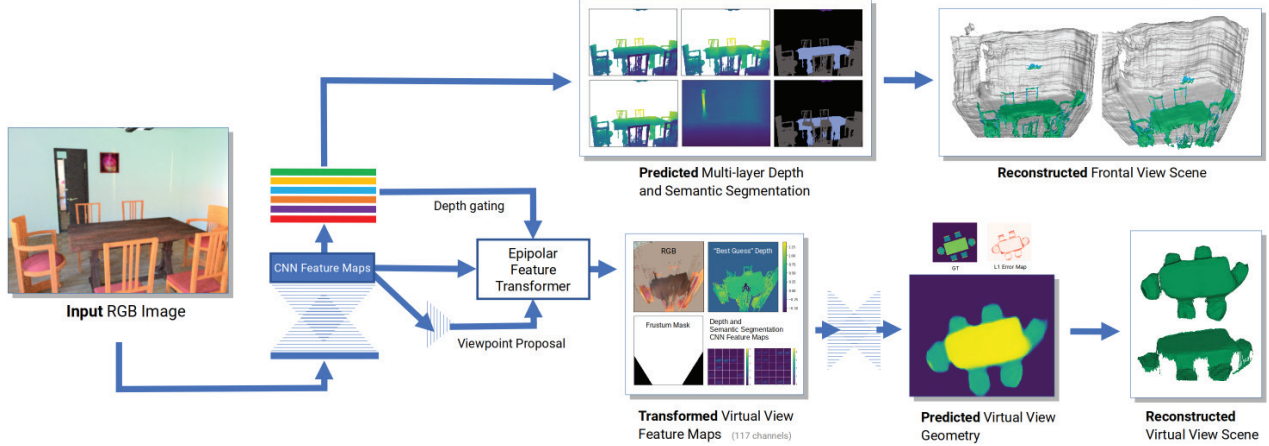 Predicted Multi-layer Depth
and Semantic Segmentation
Reconstructed Frontal View Scene
Input RGB Image
CNN Feature Maps
Depth gating
Epipolar
Feature
Transformer
Viewpoint Proposal
RGB
"Best Guess" Depth
Frustum Mask
Depth and
Semantic Segmentation
CNN Feature Maps
Transformed Virtual View
Feature Maps (117 channels)
GT
L1 Error Map
Predicted Virtual View
Geometry
Reconstructed
Virtual View Scene